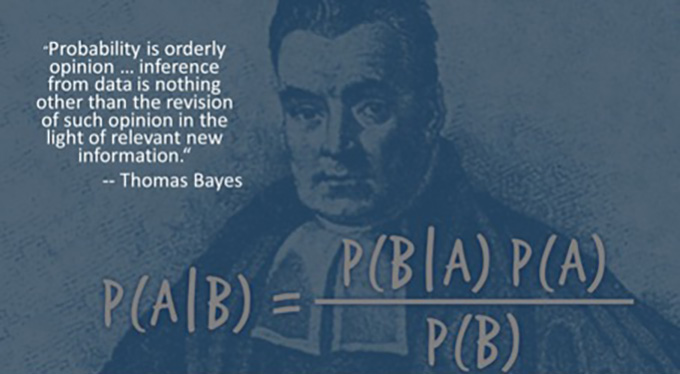 "Probability is orderly
opinion ... inference
from data is nothing
other than the revision
of such opinion in the
light of relevant new
information."
-- Thomas Bayes
P(A|B) = P(B|A) P(A)
P(B)